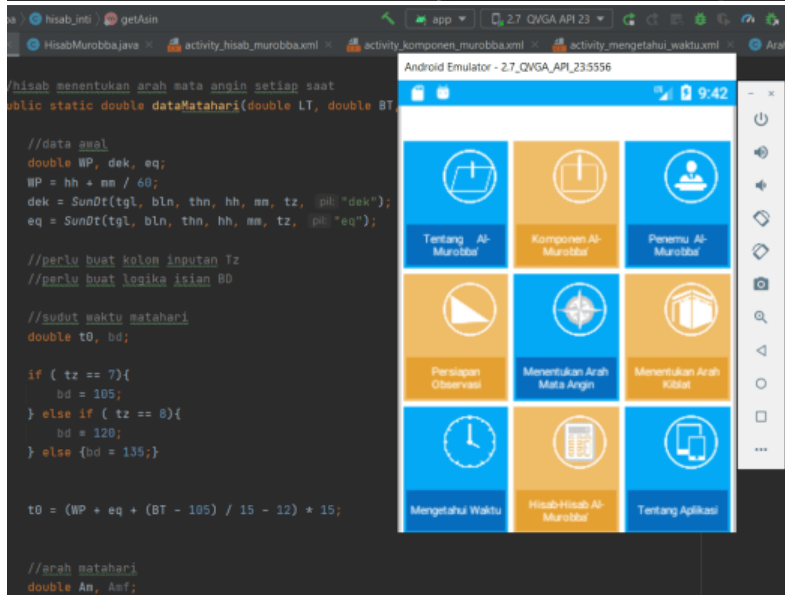 hisab_inti getAsin app 2.7 QVGA API 23
HisabMurobba.java activity_hisab_murobba.xml activity_komponen_murobba.xml activity_mengetahui_waktu.xml
Android Emulator - 2.7_QVGA_API_23:5556
9:42
/hisab menentukan arah mata angin setiap saat
ublic static double dataMatahari(double LT, double BT,
//data awal
double WP, dek, eq;
WP = hh + mm / 60;
dek = SunDt(tgl, bln, thn, hh, mm, tz, pil: "dek");
eq = SunDt(tgl, bln, thn, hh, mm, tz, pil: "eq");
//perlu buat kolom inputan Tz
//perlu buat logika isian BD
//sudut waktu matahari
double t0, bd;
if ( tz == 7){
bd = 105;
} else if ( tz == 8){
bd = 120;
} else {bd = 135;}
t0 = (WP + eq + (BT - 105) / 15 - 12) * 15;
//arah matahari
double Am, Amf;
Tentang Al-
Murobba'
Komponen Al-
Murobba'
Penemu Al-
Murobba'
Persiapan
Observasi
Menentukan Arah
Mata Angin
Menentukan Arah
Kiblat
Mengetahui Waktu
Hisab-Hisab Al-
Murobba'
Tentang Aplikasi